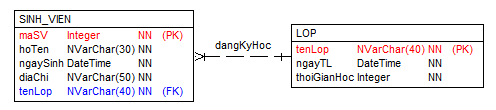 SINH_VIEN
maSV Integer NN (PK)
hoTen NVarChar(30) NN
ngaySinh DateTime NN
diaChi NVarChar(50) NN
tenLop NVarChar(40) NN (FK)
dangKyHoc
LOP
tenLop NVarChar(40) NN (PK)
ngayTL DateTime NN
thoiGianHoc Integer NN